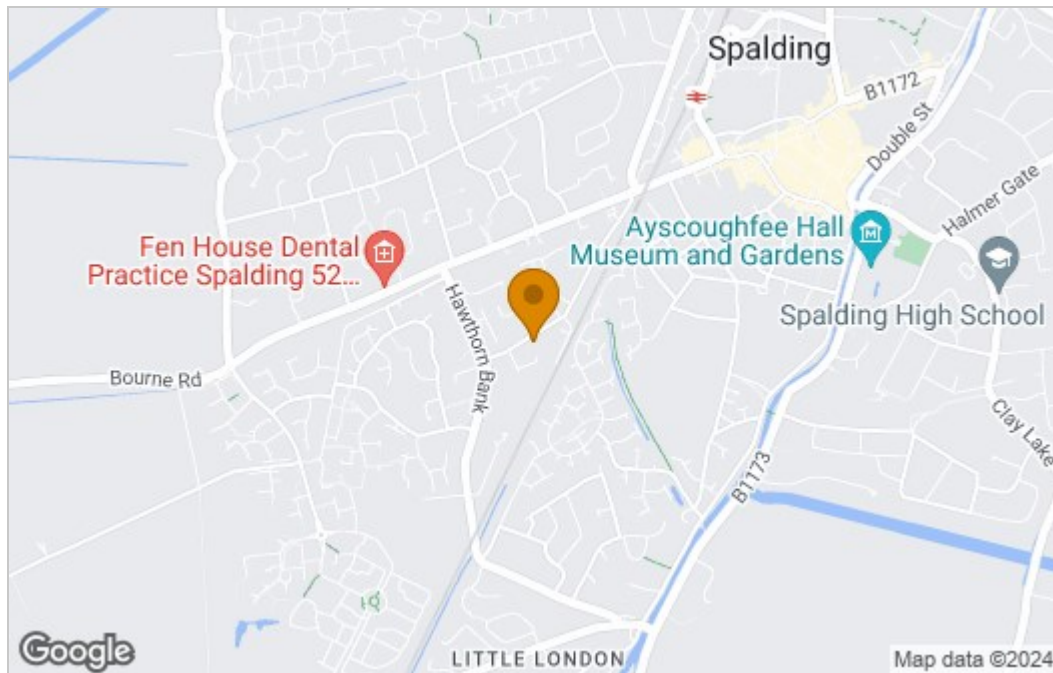 Spalding
B1172
Double St
Halmer Gate
Ayscoughfee Hall
Museum and Gardens
Fen House Dental
Practice Spalding 52...
Spalding High School
Hawthorn Bank
Bourne Rd
Clay Lake
B1173
LITTLE LONDON
Google
Map data ©2024